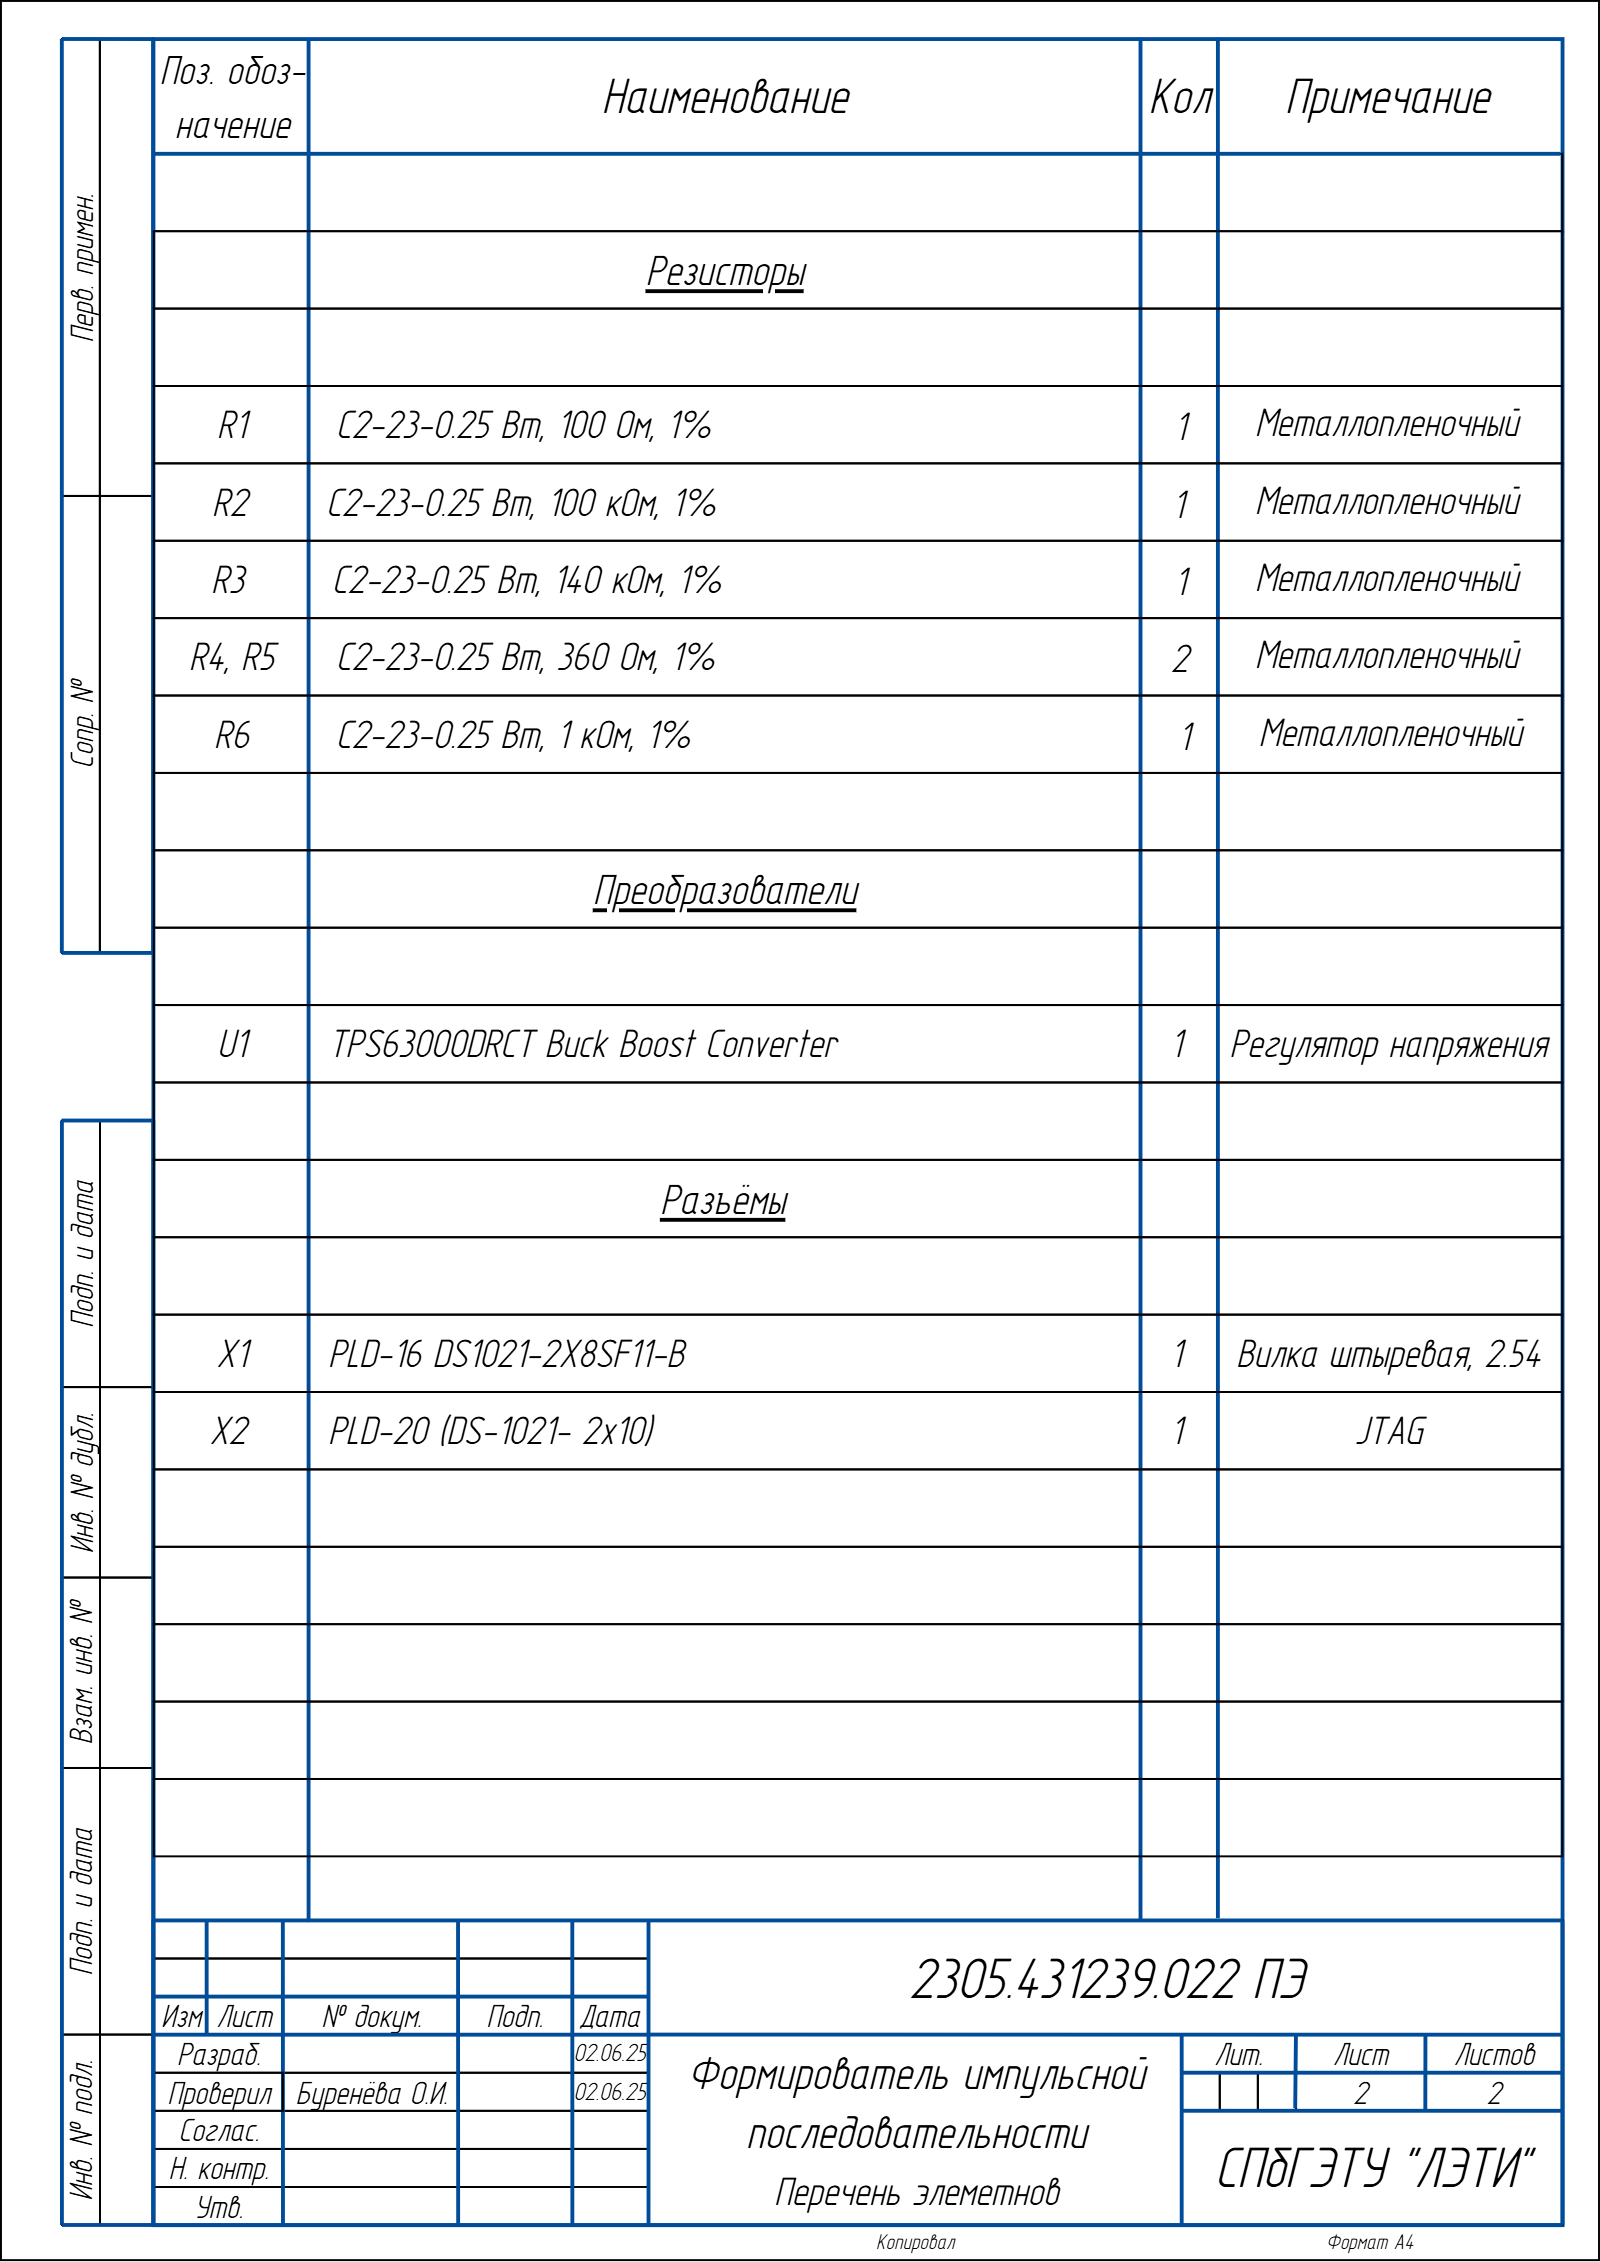 Поз. обоз-
начение
Наименование
Кол
Примечание
Резисторы
R1 С2-23-0.25 Вт, 100 Ом, 1% 1 Металлопленочный
R2 С2-23-0.25 Вт, 100 кОм, 1% 1 Металлопленочный
R3 С2-23-0.25 Вт, 140 кОм, 1% 1 Металлопленочный
R4, R5 С2-23-0.25 Вт, 360 Ом, 1% 2 Металлопленочный
R6 С2-23-0.25 Вт, 1 кОм, 1% 1 Металлопленочный
Преобразователи
U1 TPS63000DRCT Buck Boost Converter 1 Регулятор напряжения
Разъёмы
X1 PLD-16 DS1021-2X8SF11-B 1 Вилка штыревая, 2.54
X2 PLD-20 (DS-1021- 2x10) 1 JTAG
Перв. примен.
Сопр. №
Подп. и дата
Инв. № дубл.
Взам. инв. №
Подп. и дата
Инв. № подл.
2305.431239.022 ПЭ
Изм Лист № докум. Подп. Дата
Разраб. 02.06.25
Проверил Буренёва О.И. 02.06.25
Соглас.
Н. контр.
Утв.
Формирователь импульсной
последовательности
Перечень элеметнов
Лит. Лист Листов
2 2
СПбГЭТУ "ЛЭТИ"
Копировал Формат А4